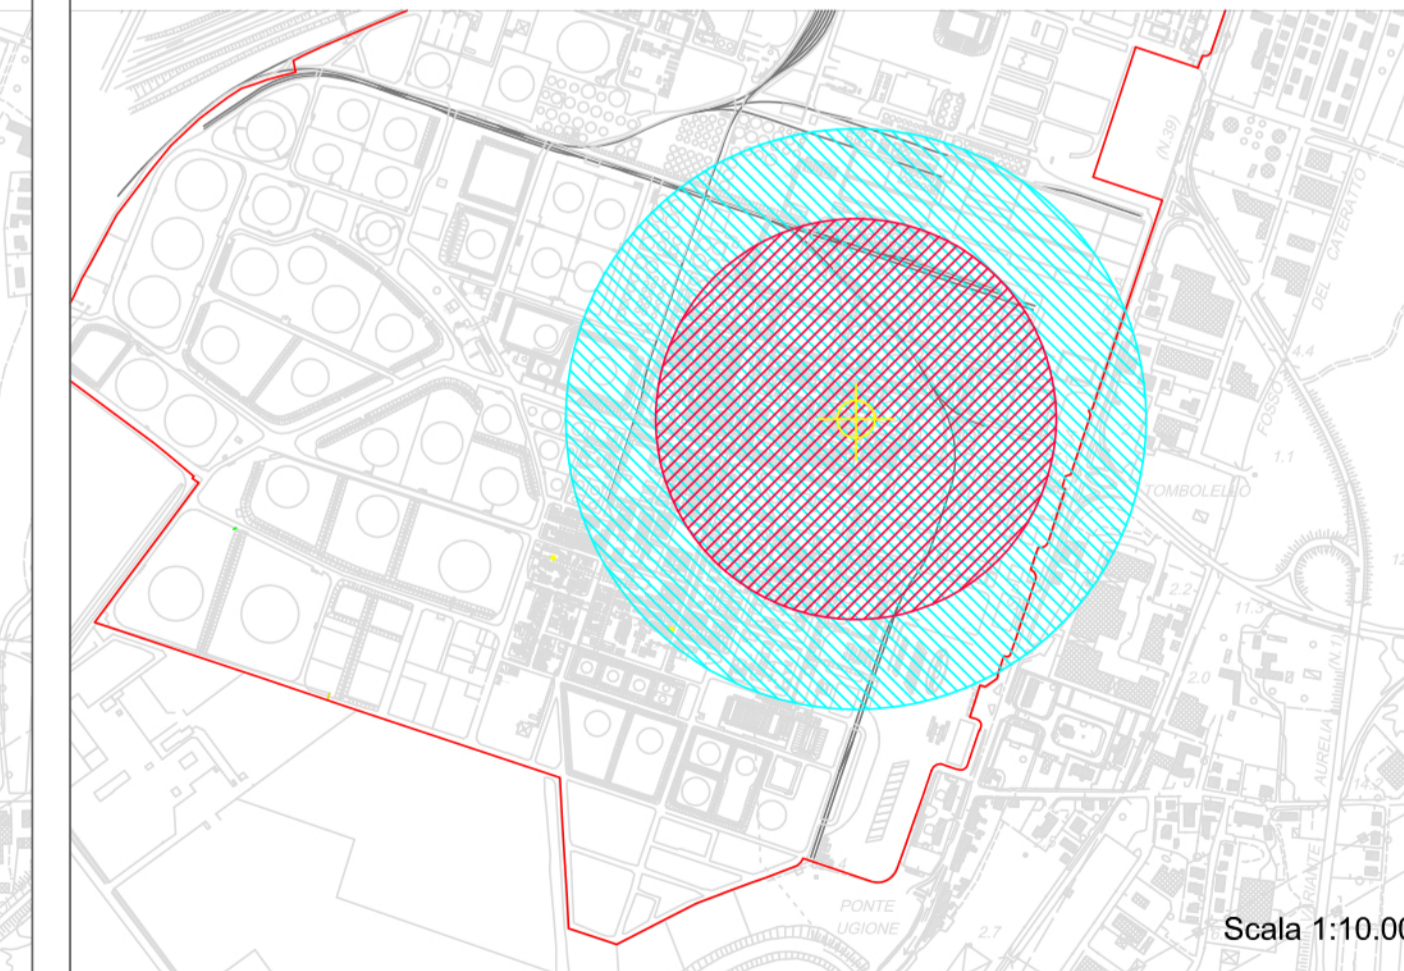 (N.39)
DEL CATERATTO
FOSSO
4.4
1.1
TOMBOLELLO
2.2
11.3
2.0
AURELIA (N.1)
VARIANTE
PONTE
UGIONE
2.7
Scala 1:10.00